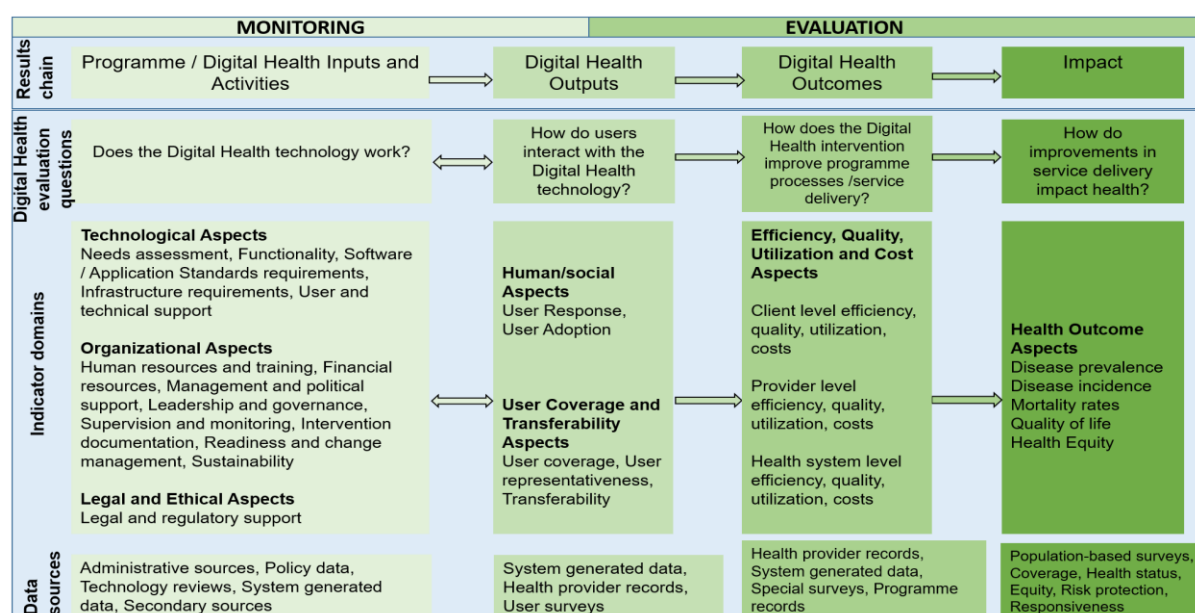 MONITORING
EVALUATION
Results
chain
Programme / Digital Health Inputs and
Activities
Digital Health
Outputs
Digital Health
Outcomes
Impact
Digital Health
evaluation
questions
Does the Digital Health technology work?
How do users
interact with the
Digital Health
technology?
How does the Digital
Health intervention
improve programme
processes /service
delivery?
How do
improvements in
service delivery
impact health?
Indicator domains
Technological Aspects
Needs assessment, Functionality, Software
/ Application Standards requirements,
Infrastructure requirements, User and
technical support
Organizational Aspects
Human resources and training, Financial
resources, Management and political
support, Leadership and governance,
Supervision and monitoring, Intervention
documentation, Readiness and change
management, Sustainability
Legal and Ethical Aspects
Legal and regulatory support
Human/social
Aspects
User Response,
User Adoption
User Coverage and
Transferability
Aspects
User coverage, User
representativeness,
Transferability
Efficiency, Quality,
Utilization and Cost
Aspects
Client level efficiency,
quality, utilization,
costs
Provider level
efficiency, quality,
utilization, costs
Health system level
efficiency, quality,
utilization, costs
Health Outcome
Aspects
Disease prevalence
Disease incidence
Mortality rates
Quality of life
Health Equity
Data
sources
Administrative sources, Policy data,
Technology reviews, System generated
data, Secondary sources
System generated data,
Health provider records,
User surveys
Health provider records,
System generated data,
Special surveys, Programme
records
Population-based surveys,
Coverage, Health status,
Equity, Risk protection,
Responsiveness